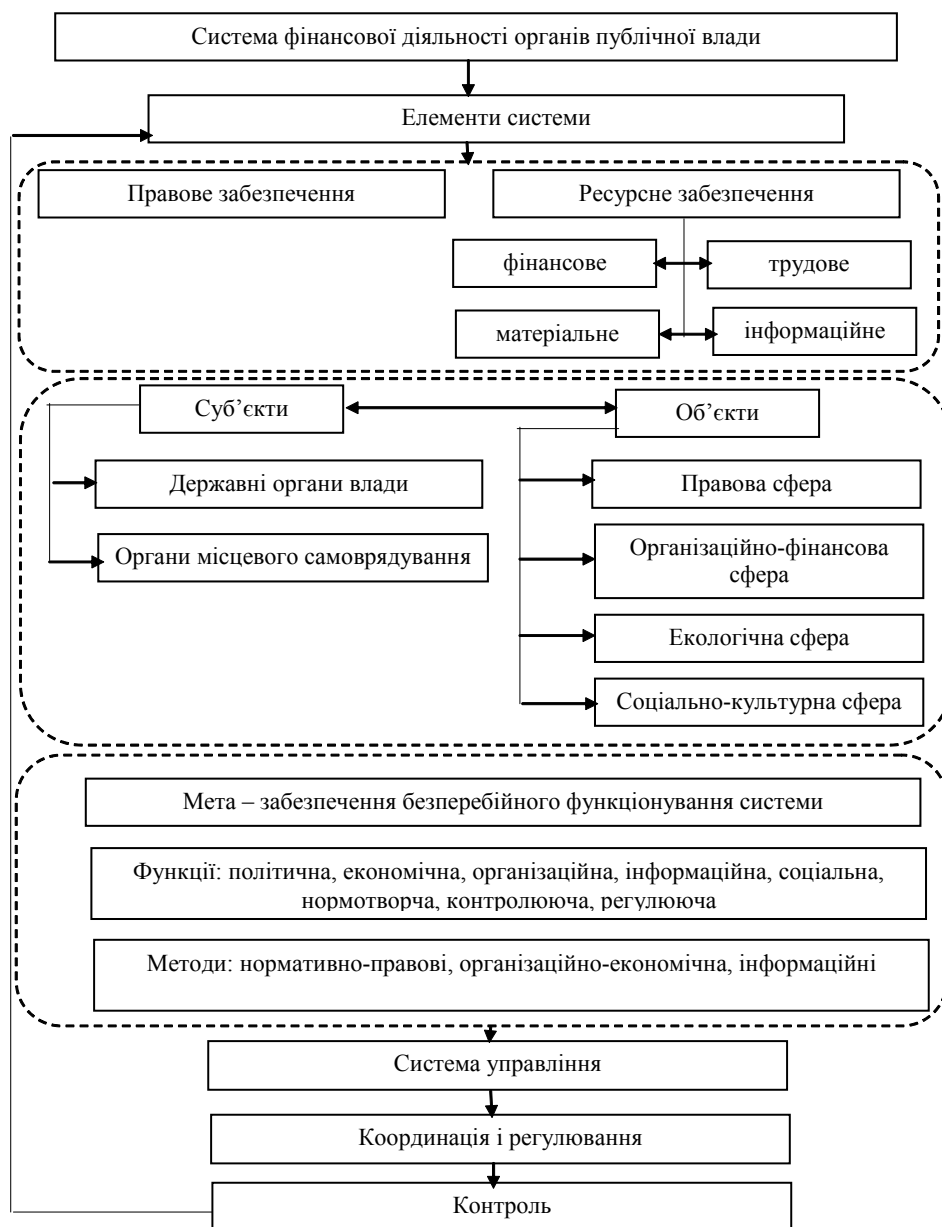 Система фінансової діяльності органів публічної влади
Елементи системи
Правове забезпечення
Ресурсне забезпечення
фінансове
трудове
матеріальне
інформаційне
Суб’єкти
Об’єкти
Державні органи влади
Органи місцевого самоврядування
Правова сфера
Організаційно-фінансова
сфера
Екологічна сфера
Соціально-культурна сфера
Мета – забезпечення безперебійного функціонування системи
Функції: політична, економічна, організаційна, інформаційна, соціальна,
нормотворча, контролююча, регулююча
Методи: нормативно-правові, організаційно-економічна, інформаційні
Система управління
Координація і регулювання
Контроль